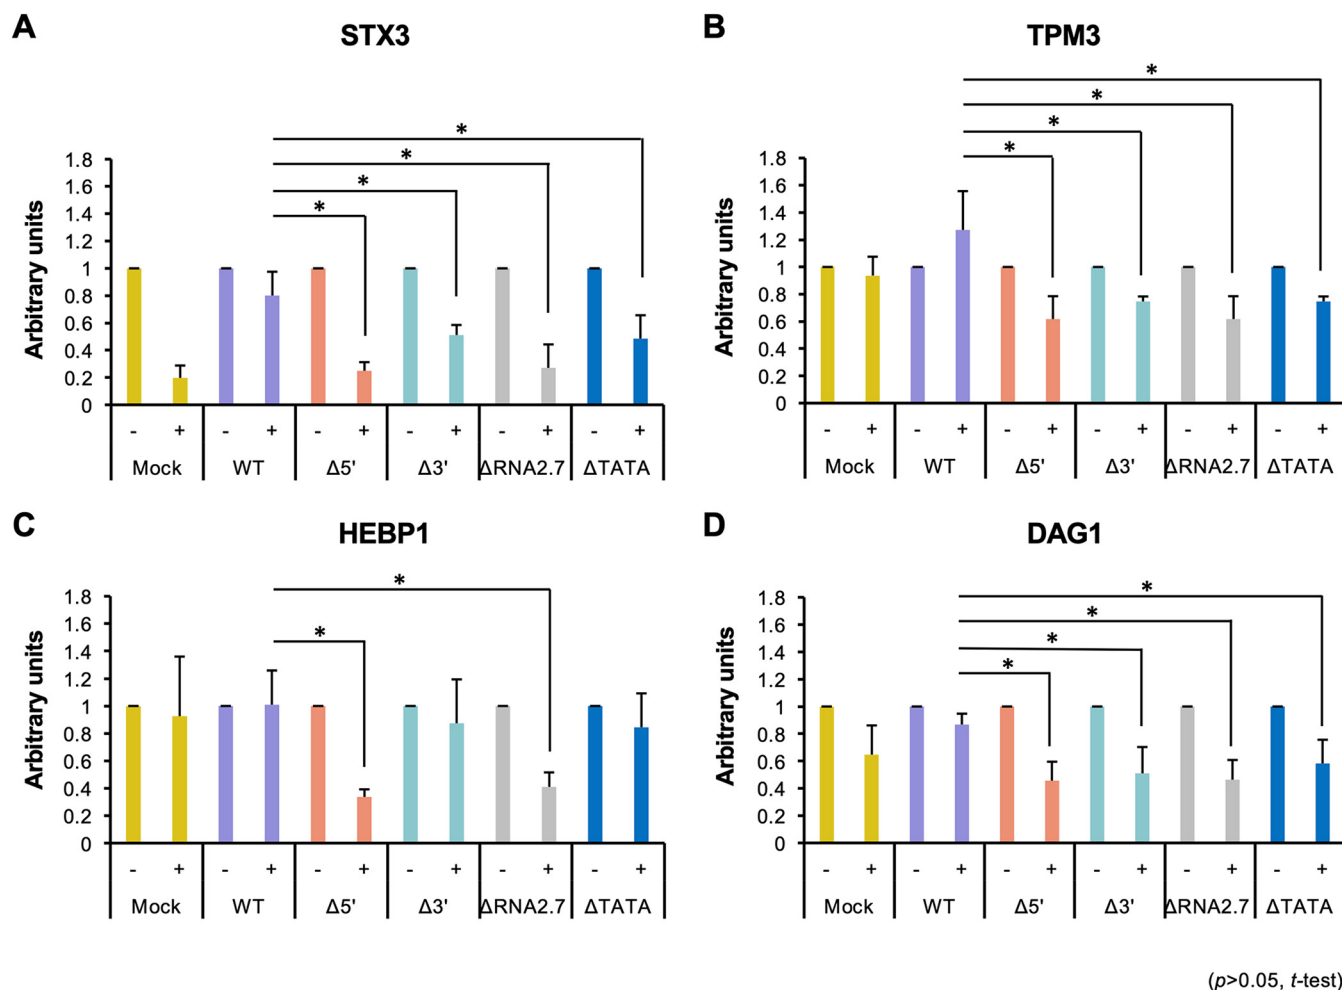 A
STX3
*
*
*
*
Arbitrary units
1.8
1.6
1.4
1.2
1
0.8
0.6
0.4
0.2
0
- + - + - + - + - + - +
Mock WT Δ5' Δ3' ΔRNA2.7 ΔTATA
B
TPM3
*
*
*
*
Arbitrary units
1.8
1.6
1.4
1.2
1
0.8
0.6
0.4
0.2
0
- + - + - + - + - + - +
Mock WT Δ5' Δ3' ΔRNA2.7 ΔTATA
C
HEBP1
*
*
Arbitrary units
1.8
1.6
1.4
1.2
1
0.8
0.6
0.4
0.2
0
- + - + - + - + - + - +
Mock WT Δ5' Δ3' ΔRNA2.7 ΔTATA
D
DAG1
*
*
*
*
Arbitrary units
1.8
1.6
1.4
1.2
1
0.8
0.6
0.4
0.2
0
- + - + - + - + - + - +
Mock WT Δ5' Δ3' ΔRNA2.7 ΔTATA
(p>0.05, t-test)